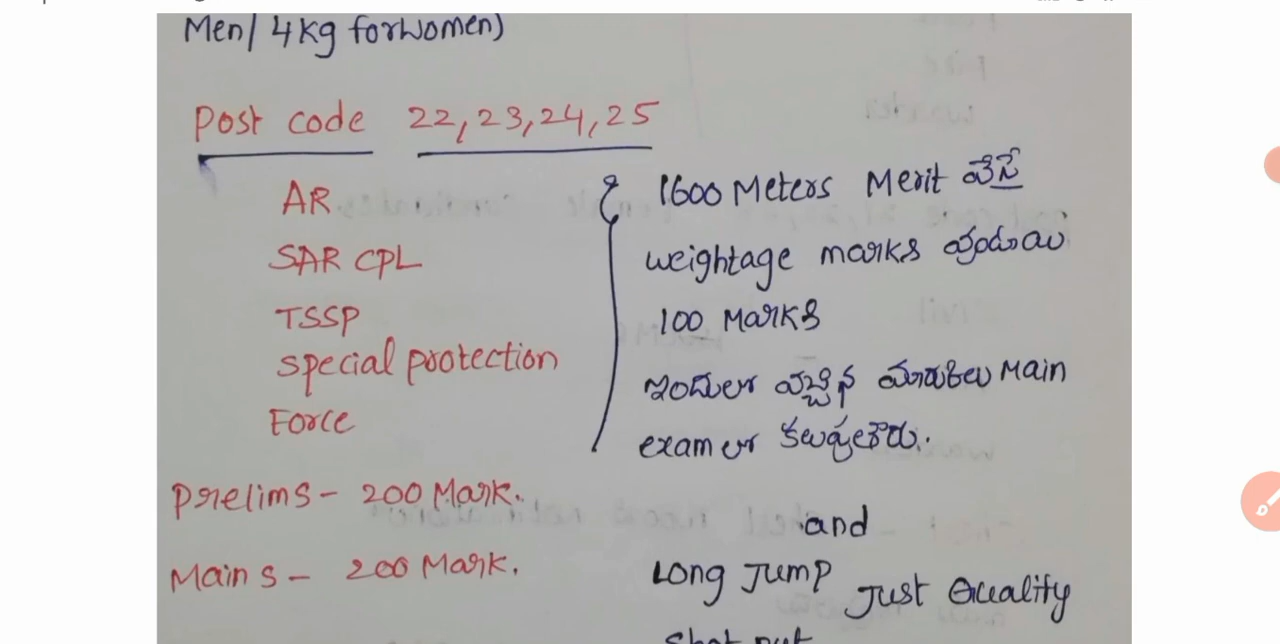 Men/ 4kg forwomen)
Post code 22,23,24,25
AR
SAR CPL
TSSP
special protection
Force
1600 Meters Merit మీద
weightage marks వుంటాయి
100 Marks
ఇందులో వచ్చిన మార్కులు Main
exam లో కలుపుతారు.
Prelims - 200 Mark.
Mains - 200 Mark.
and
Long Jump Just Quality
Shot put